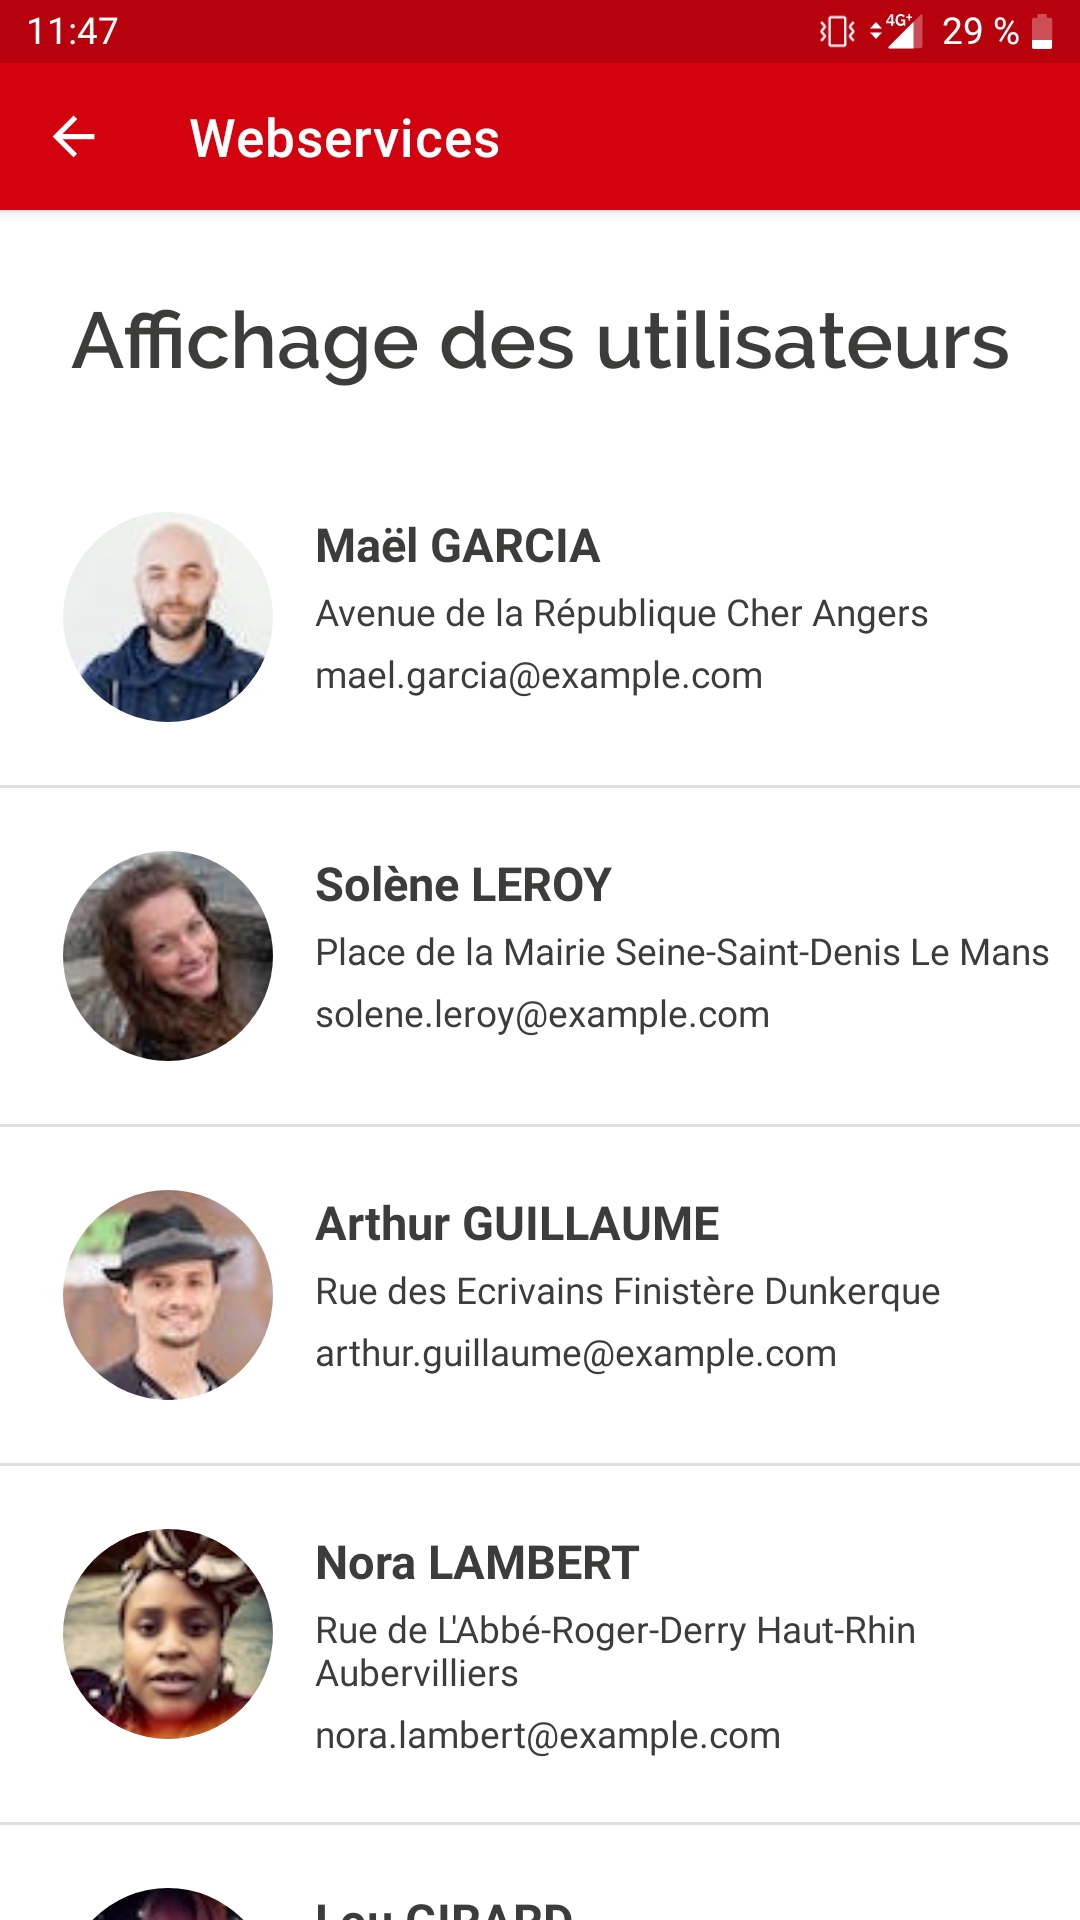 11:47 4G+ 29 %
Webservices
Affichage des utilisateurs
Maël GARCIA
Avenue de la République Cher Angers
mael.garcia@example.com
Solène LEROY
Place de la Mairie Seine-Saint-Denis Le Mans
solene.leroy@example.com
Arthur GUILLAUME
Rue des Ecrivains Finistère Dunkerque
arthur.guillaume@example.com
Nora LAMBERT
Rue de L'Abbé-Roger-Derry Haut-Rhin
Aubervilliers
nora.lambert@example.com
Lou GIRARD